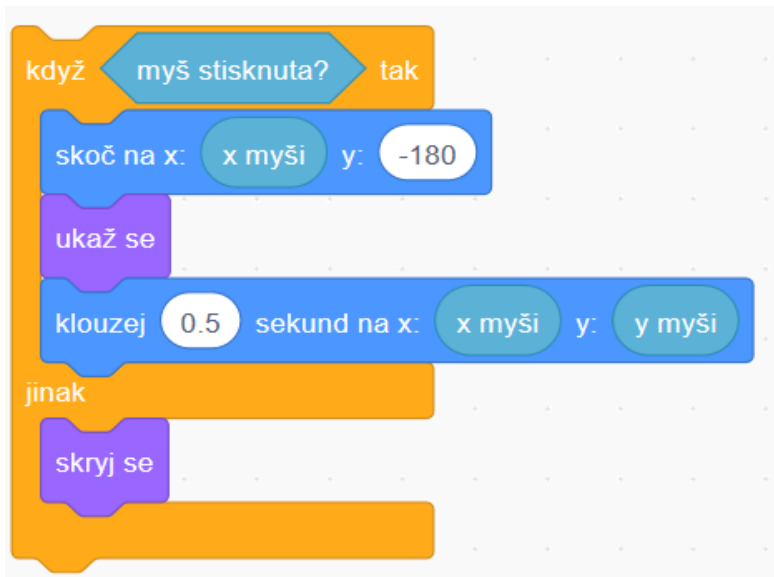 když myš stisknuta? tak
skoč na x: x myši y: -180
ukaž se
klouzej 0.5 sekund na x: x myši y: y myši
jinak
skryj se